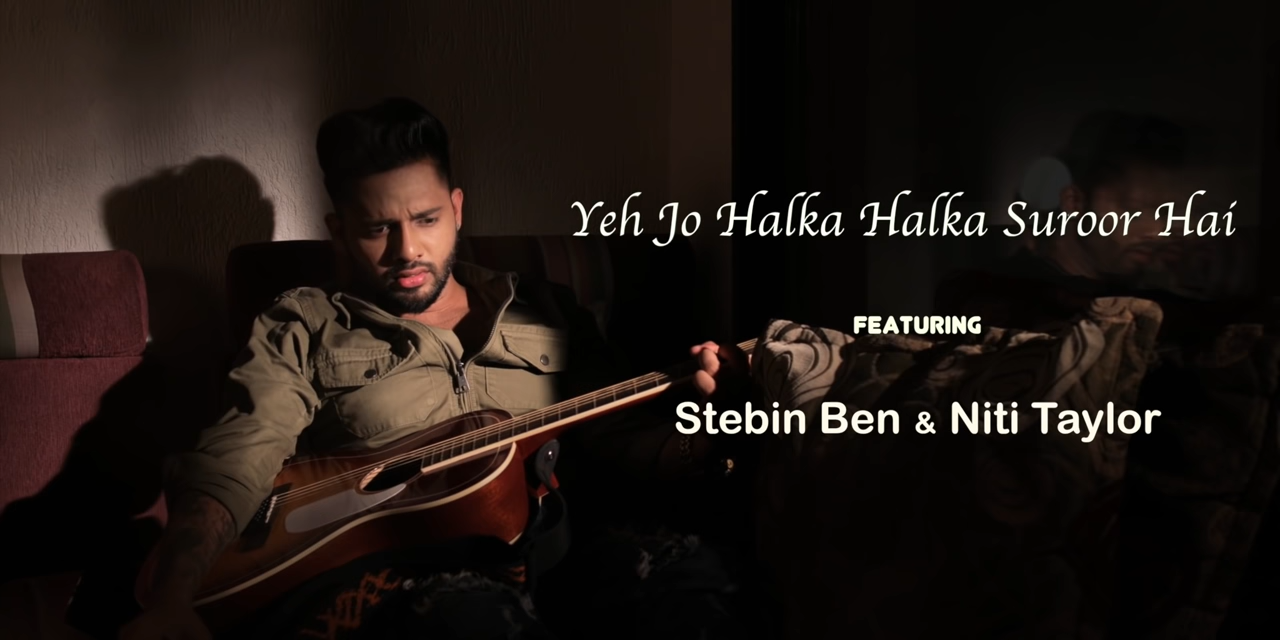 Yeh Jo Halka Halka Suroor Hai
FEATURING
Stebin Ben & Niti Taylor